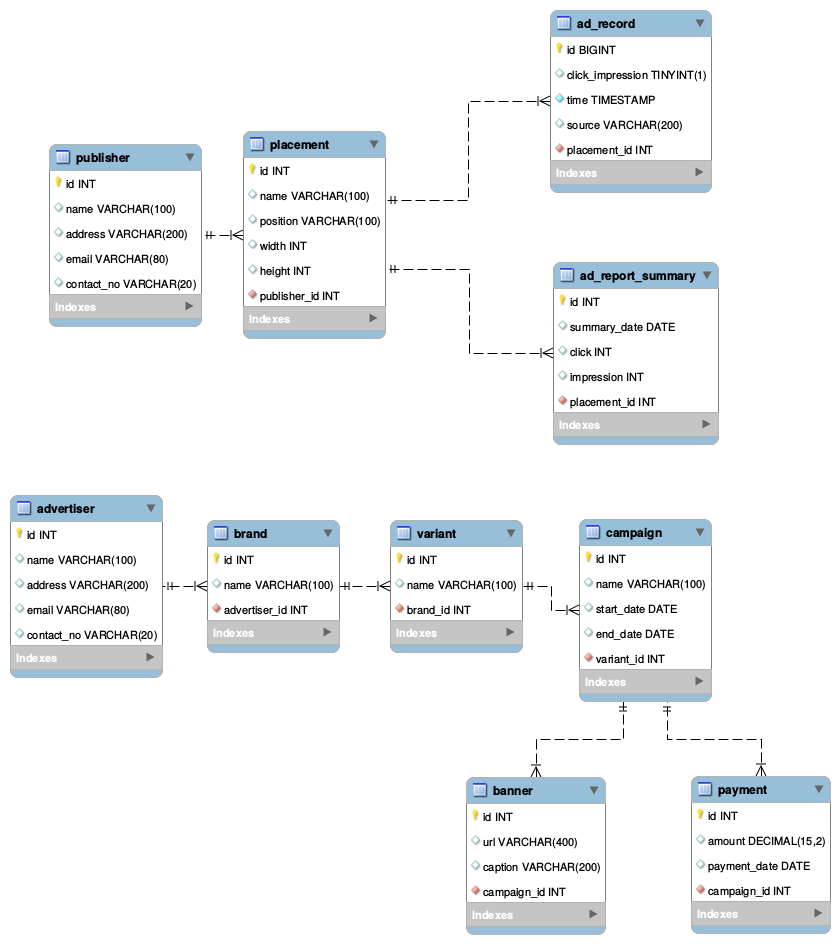 ad_record
id BIGINT
click_impression TINYINT(1)
time TIMESTAMP
source VARCHAR(200)
placement_id INT
Indexes
publisher
id INT
name VARCHAR(100)
address VARCHAR(200)
email VARCHAR(80)
contact_no VARCHAR(20)
Indexes
placement
id INT
name VARCHAR(100)
position VARCHAR(100)
width INT
height INT
publisher_id INT
Indexes
ad_report_summary
id INT
summary_date DATE
click INT
impression INT
placement_id INT
Indexes
advertiser
id INT
name VARCHAR(100)
address VARCHAR(200)
email VARCHAR(80)
contact_no VARCHAR(20)
Indexes
brand
id INT
name VARCHAR(100)
advertiser_id INT
Indexes
variant
id INT
name VARCHAR(100)
brand_id INT
Indexes
campaign
id INT
name VARCHAR(100)
start_date DATE
end_date DATE
variant_id INT
Indexes
banner
id INT
url VARCHAR(400)
caption VARCHAR(200)
campaign_id INT
Indexes
payment
id INT
amount DECIMAL(15,2)
payment_date DATE
campaign_id INT
Indexes